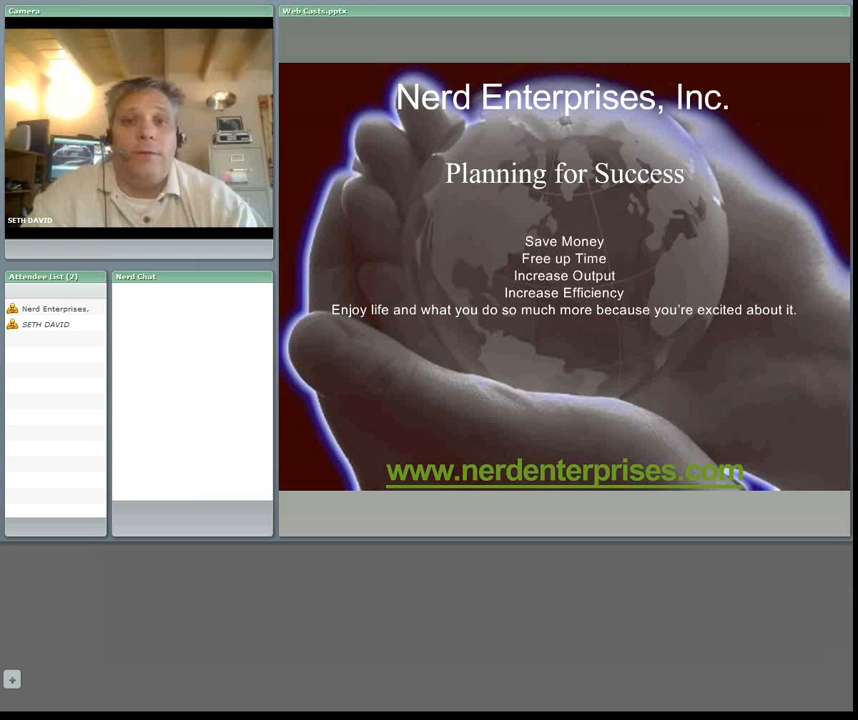 Camera
SETH DAVID
Attendee List (2)
Nerd Enterprises,
SETH DAVID
Nerd Chat
Web Casts.pptx
Nerd Enterprises, Inc.
Planning for Success
Save Money
Free up Time
Increase Output
Increase Efficiency
Enjoy life and what you do so much more because you're excited about it.
www.nerdenterprises.com